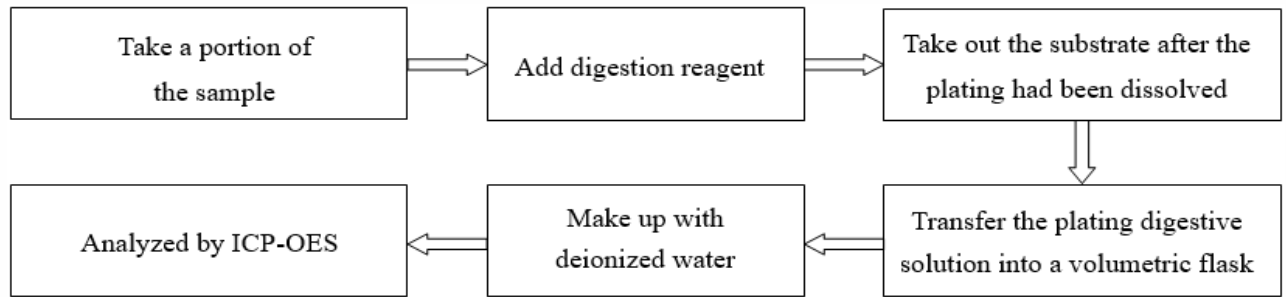 Take a portion of
the sample
Add digestion reagent
Take out the substrate after the
plating had been dissolved
Transfer the plating digestive
solution into a volumetric flask
Make up with
deionized water
Analyzed by ICP-OES